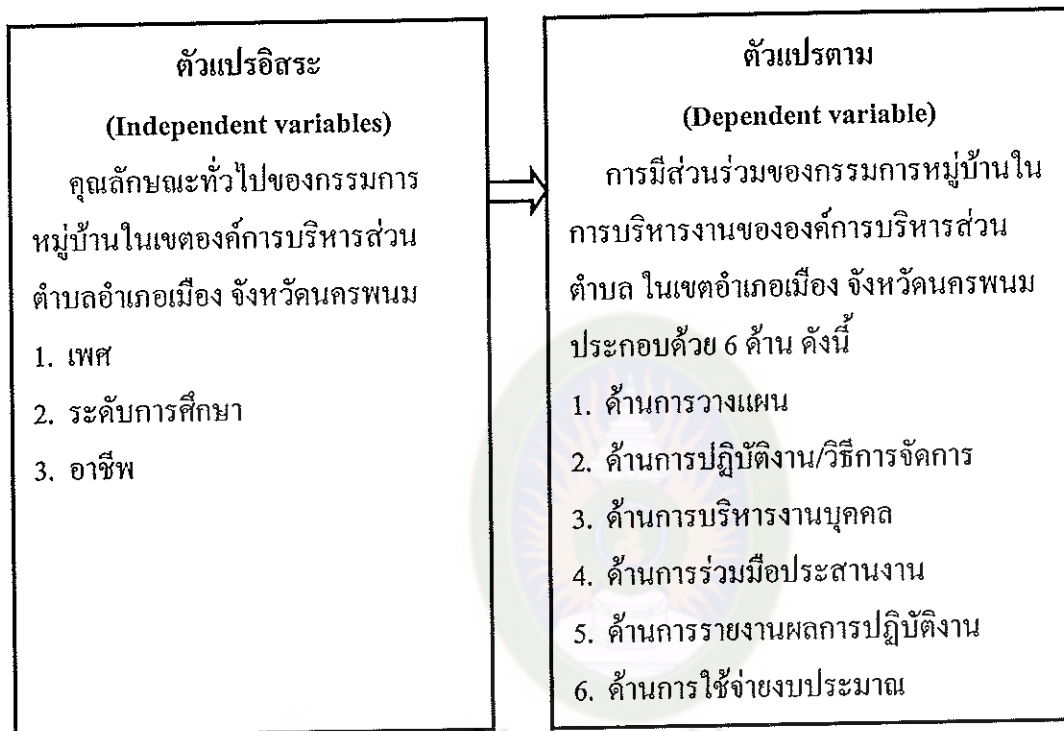 ตัวแปรอิสระ
(Independent variables)
คุณลักษณะทั่วไปของกรรมการ
หมู่บ้านในเขตองค์การบริหารส่วน
ตำบลอำเภอเมือง จังหวัดนครพนม
1. เพศ
2. ระดับการศึกษา
3. อาชีพ
ตัวแปรตาม
(Dependent variable)
การมีส่วนร่วมของกรรมการหมู่บ้านใน
การบริหารงานขององค์การบริหารส่วน
ตำบล ในเขตอำเภอเมือง จังหวัดนครพนม
ประกอบด้วย 6 ด้าน ดังนี้
1. ด้านการวางแผน
2. ด้านการปฏิบัติงาน/วิธีการจัดการ
3. ด้านการบริหารงานบุคคล
4. ด้านการร่วมมือประสานงาน
5. ด้านการรายงานผลการปฏิบัติงาน
6. ด้านการใช้จ่ายงบประมาณ